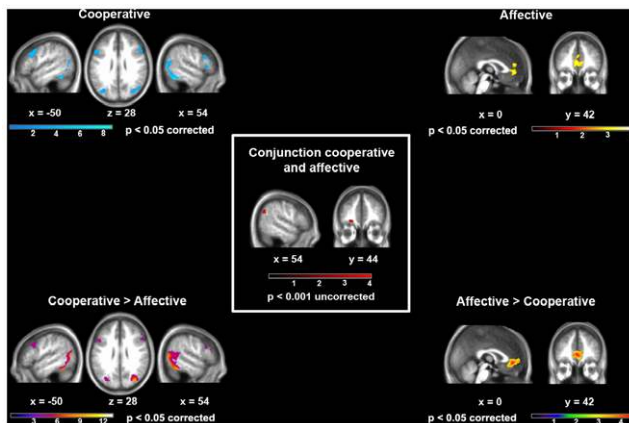 Cooperative
x = -50 z = 28 x = 54
2 4 6 8 p < 0.05 corrected
Affective
x = 0 y = 42
p < 0.05 corrected 1 2 3
Conjunction cooperative
and affective
x = 54 y = 44
1 2 3 4
p < 0.001 uncorrected
Cooperative > Affective
x = -50 z = 28 x = 54
3 6 9 12 p < 0.05 corrected
Affective > Cooperative
x = 0 y = 42
p < 0.05 corrected 1 2 3 4